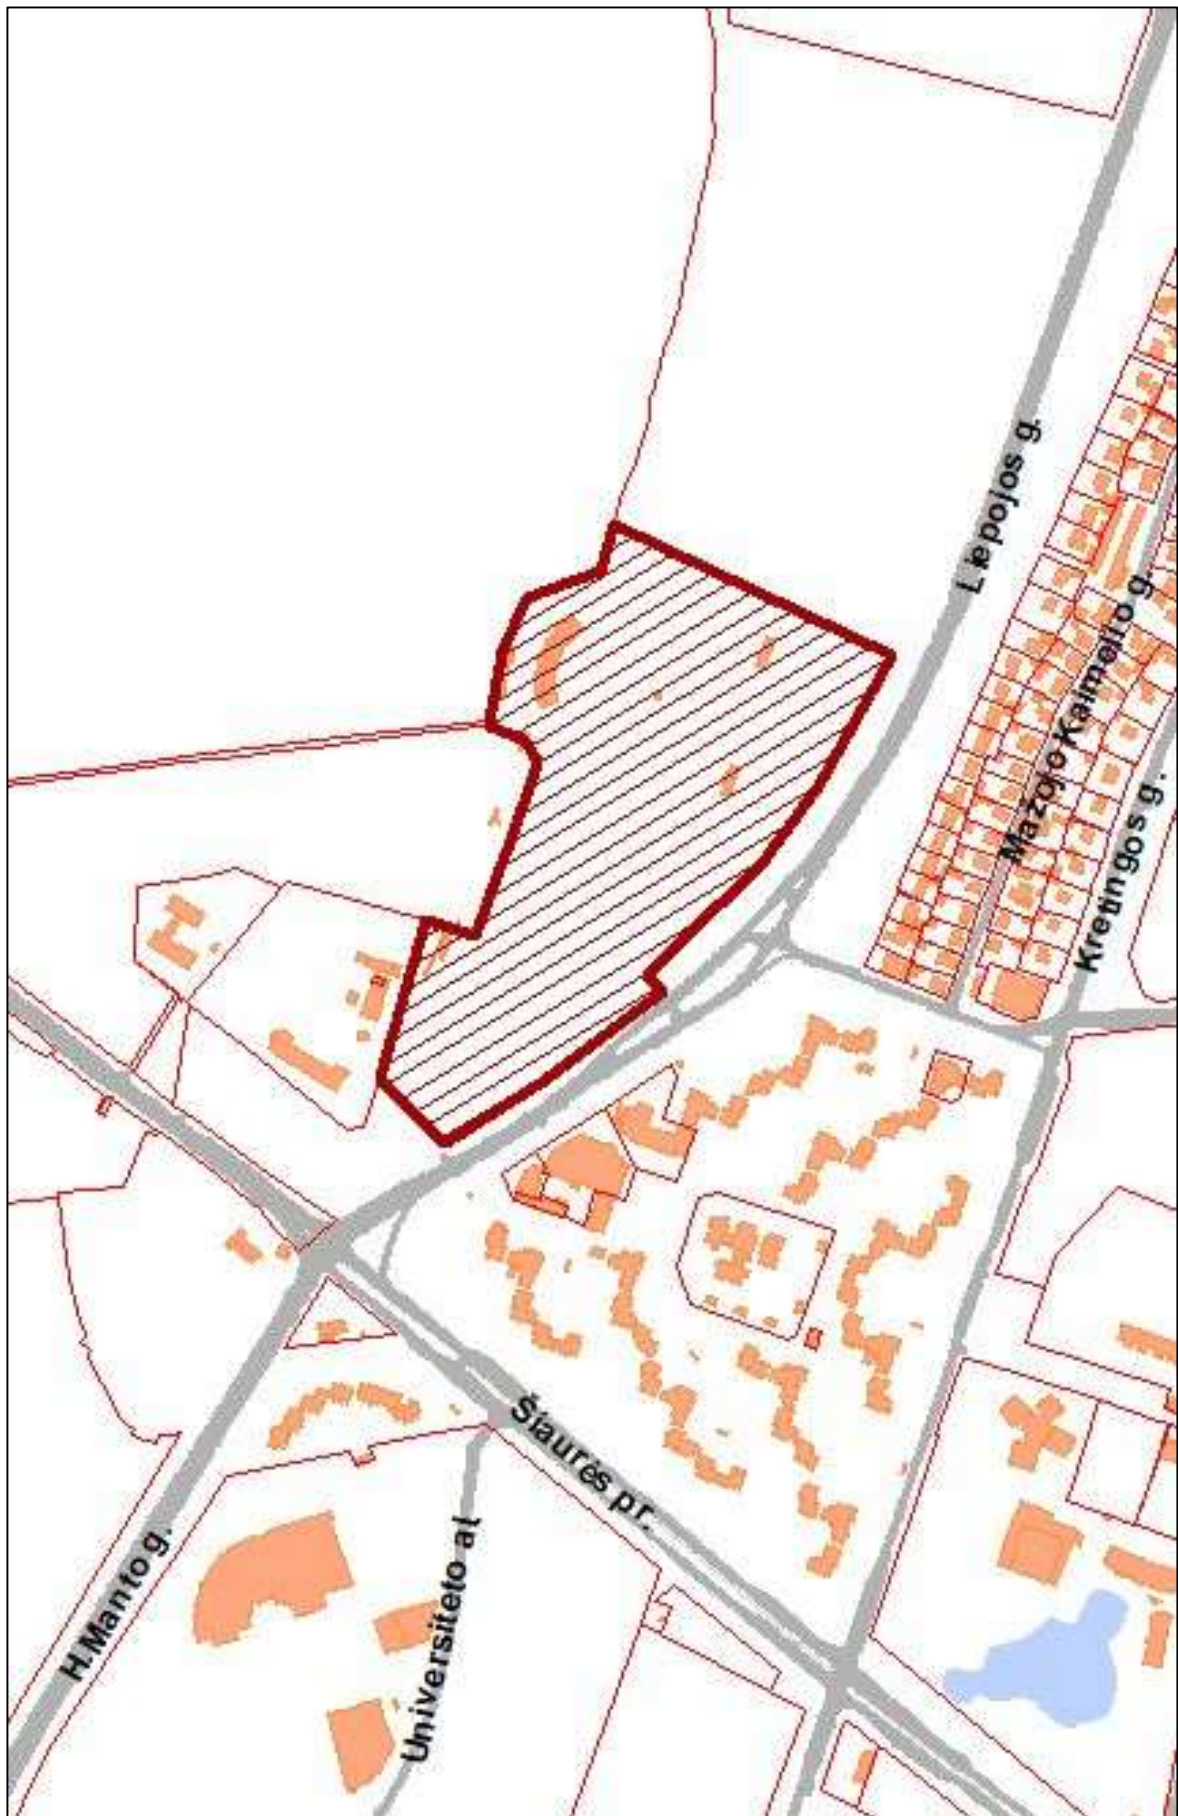 Liepojos g.
Mažojo Kaimelio g.
Kretingos g.
Šiaurės pr.
H.Manto g.
Universiteto al